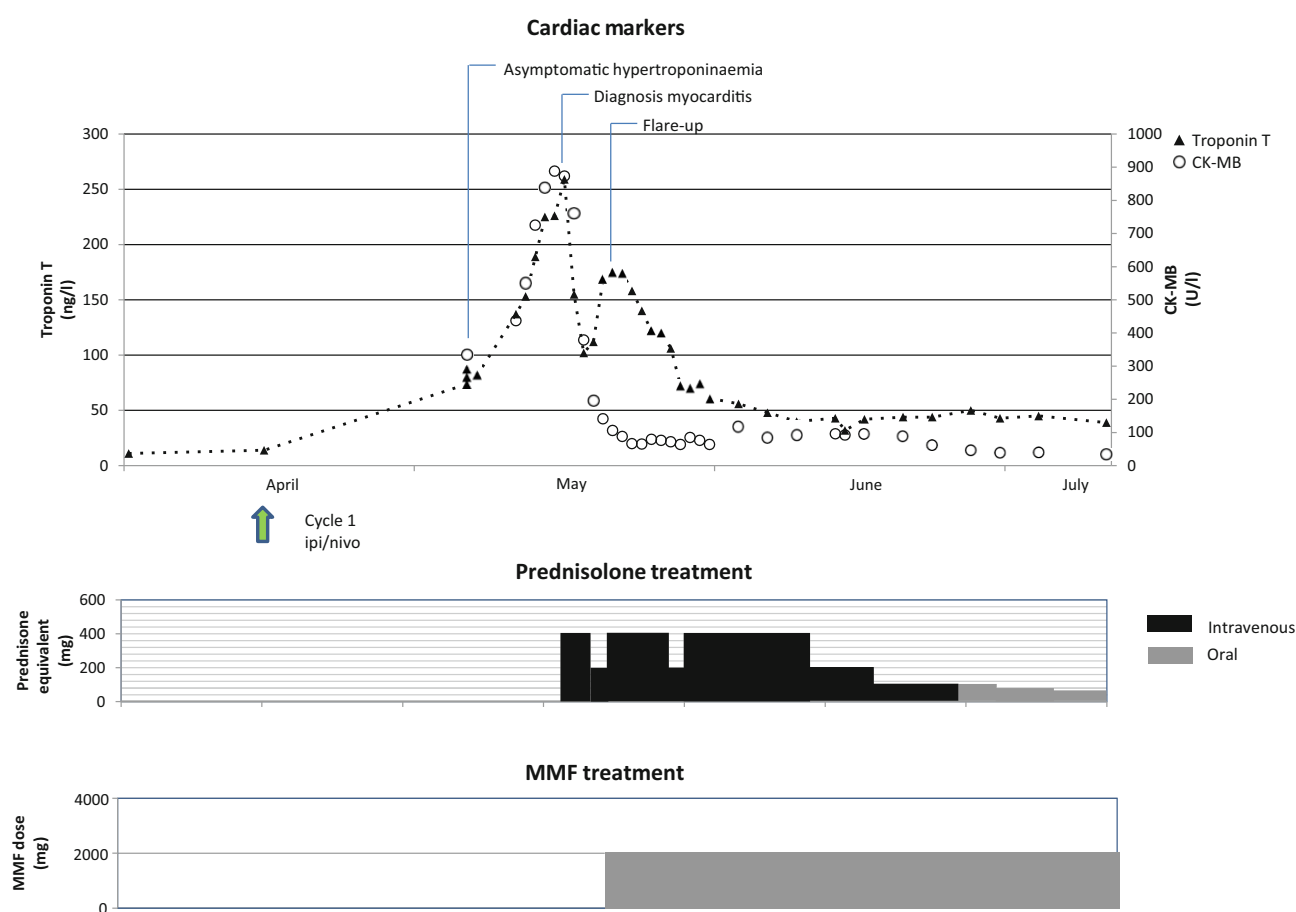 Cardiac markers
Asymptomatic hypertroponinaemia
Diagnosis myocarditis
Flare-up
Troponin T
(ng/l)
300
250
200
150
100
50
0
1000
900
800
700
600
500
400
300
200
100
0
CK-MB
(U/l)
Troponin T
CK-MB
April
May
June
July
Cycle 1
ipi/nivo
Prednisolone treatment
Prednisone
equivalent
(mg)
600
400
200
0
Intravenous
Oral
MMF treatment
MMF dose
(mg)
4000
2000
0